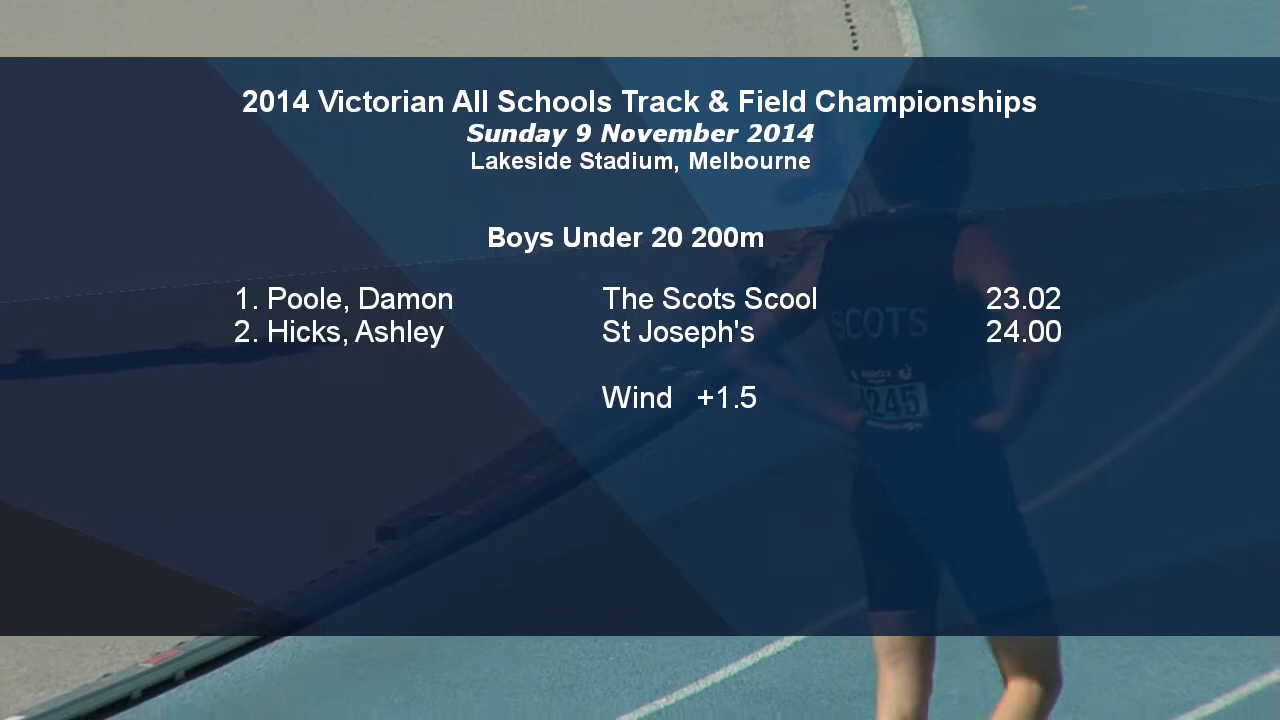 2014 Victorian All Schools Track & Field Championships
Sunday 9 November 2014
Lakeside Stadium, Melbourne
Boys Under 20 200m
1. Poole, Damon The Scots Scool 23.02
2. Hicks, Ashley St Joseph's 24.00
Wind +1.5
SCOTS
245